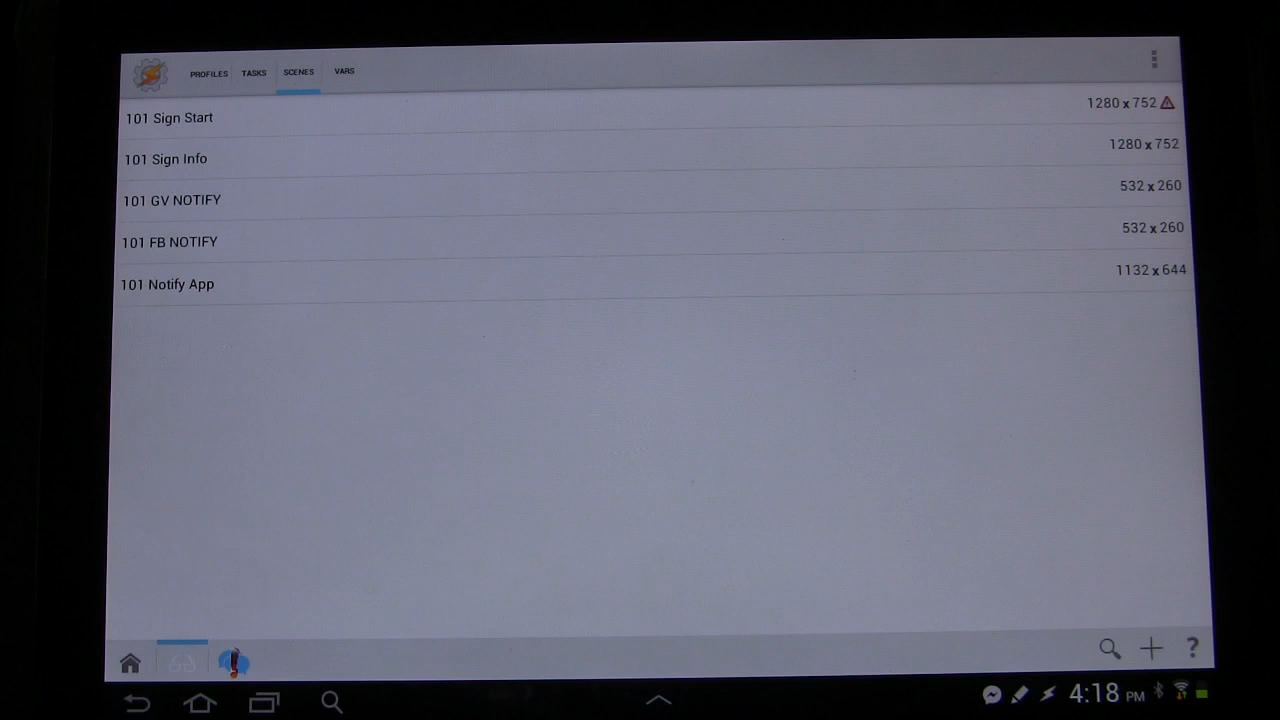 PROFILES TASKS SCENES VARS
101 Sign Start 1280 x 752
101 Sign Info 1280 x 752
101 GV NOTIFY 532 x 260
101 FB NOTIFY 532 x 260
101 Notify App 1132 x 644
?
4:18 PM